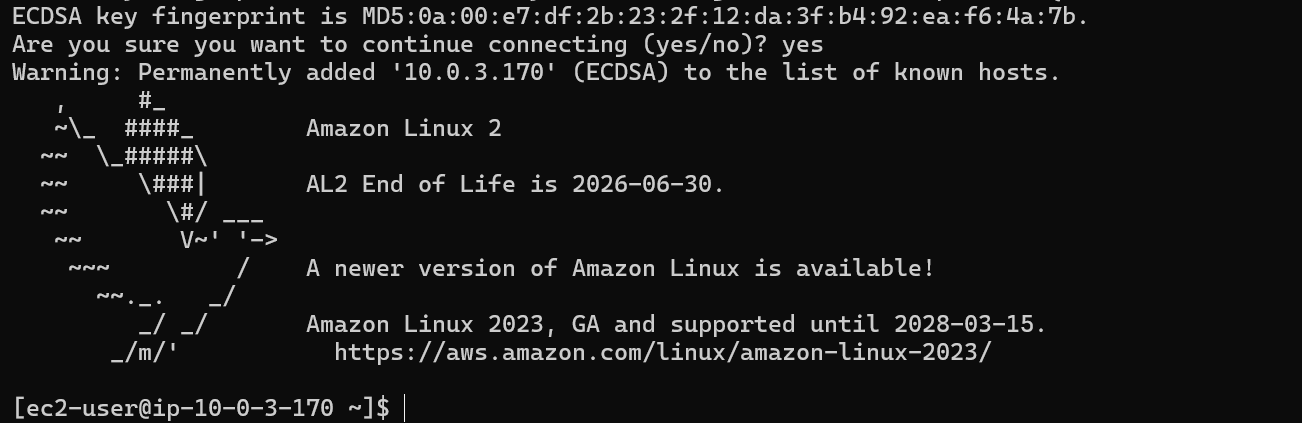 ECDSA key fingerprint is MD5:0a:00:e7:df:2b:23:2f:12:da:3f:b4:92:ea:f6:4a:7b.
Are you sure you want to continue connecting (yes/no)? yes
Warning: Permanently added '10.0.3.170' (ECDSA) to the list of known hosts.
   ,     #_
   ~\_  ####_        Amazon Linux 2
  ~~  \_#####\
  ~~     \###|       AL2 End of Life is 2026-06-30.
  ~~       \#/ ___
   ~~       V~' '->
    ~~~         /    A newer version of Amazon Linux is available!
      ~~._.   _/
         _/ _/       Amazon Linux 2023, GA and supported until 2028-03-15.
       _/m/'           https://aws.amazon.com/linux/amazon-linux-2023/

[ec2-user@ip-10-0-3-170 ~]$